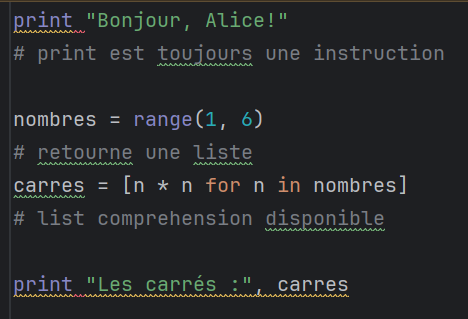 print "Bonjour, Alice!"
# print est toujours une instruction
nombres = range(1, 6)
# retourne une liste
carres = [n * n for n in nombres]
# list comprehension disponible
print "Les carrés :", carres